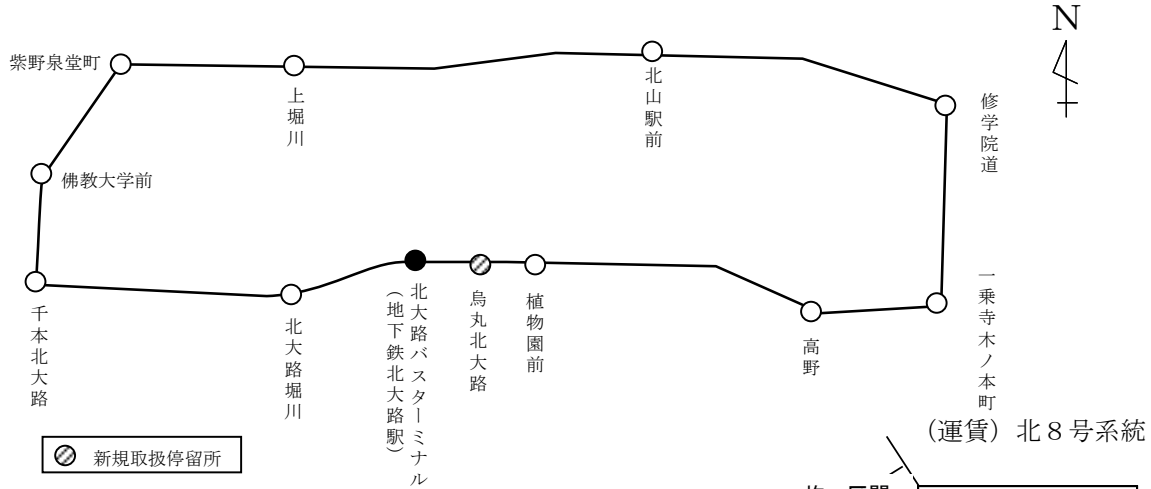 N
紫野泉堂町
上堀川
北山駅前
修学院道
佛教大学前
千本北大路
北大路堀川
北大路バスターミナル
（地下鉄北大路駅）
烏丸北大路
植物園前
高野
一乗寺木ノ本町
新規取扱停留所
（運賃）北８号系統